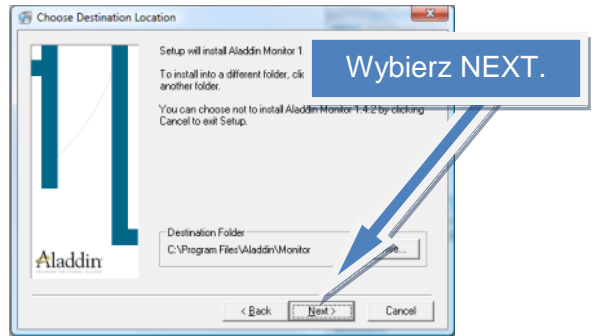 Choose Destination Location
Setup will install Aladdin Monitor 1
To install into a different folder, clic
another folder.
You can choose not to install Aladdin Monitor 1.4.2 by clicking
Cancel to exit Setup.
Wybierz NEXT.
Destination Folder
C:\Program Files\Aladdin\Monitor
Aladdin
< Back
Next >
Cancel